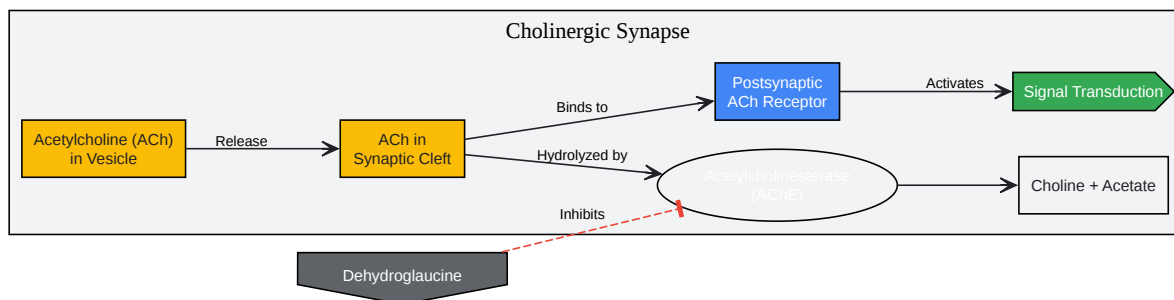 Cholinergic Synapse
Acetylcholine (ACh)
in Vesicle
Release
ACh in
Synaptic Cleft
Binds to
Hydrolyzed by
Postsynaptic
ACh Receptor
Activates
Signal Transduction
Acetylcholinesterase
(AChE)
Choline + Acetate
Inhibits
Dehydroglaucine